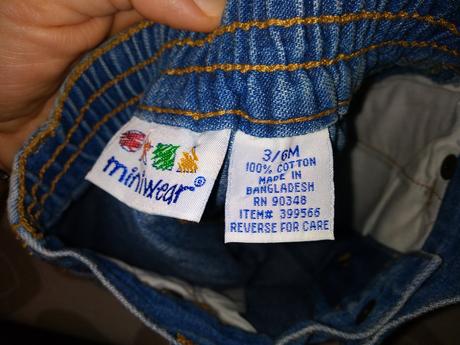 miniwear®
3/6M
100% COTTON
MADE IN
BANGLADESH
RN 90348
ITEM# 399566
REVERSE FOR CARE